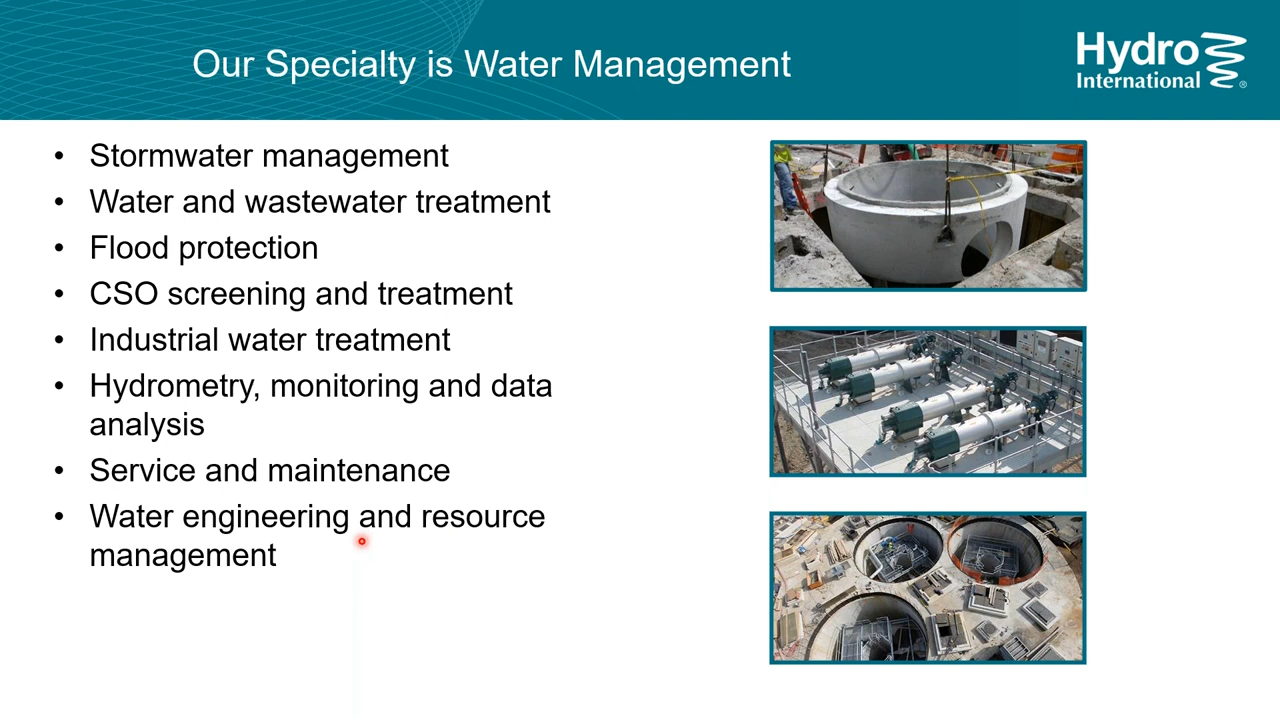 Our Specialty is Water Management
Hydro
International
®
• Stormwater management
• Water and wastewater treatment
• Flood protection
• CSO screening and treatment
• Industrial water treatment
• Hydrometry, monitoring and data
analysis
• Service and maintenance
• Water engineering and resource
management